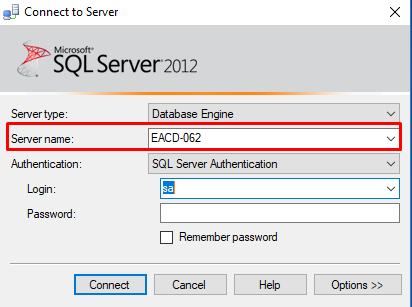 Connect to Server
Microsoft
SQL Server 2012
Server type: Database Engine
Server name: EACD-062
Authentication: SQL Server Authentication
Login: sa
Password:
Remember password
Connect Cancel Help Options >>